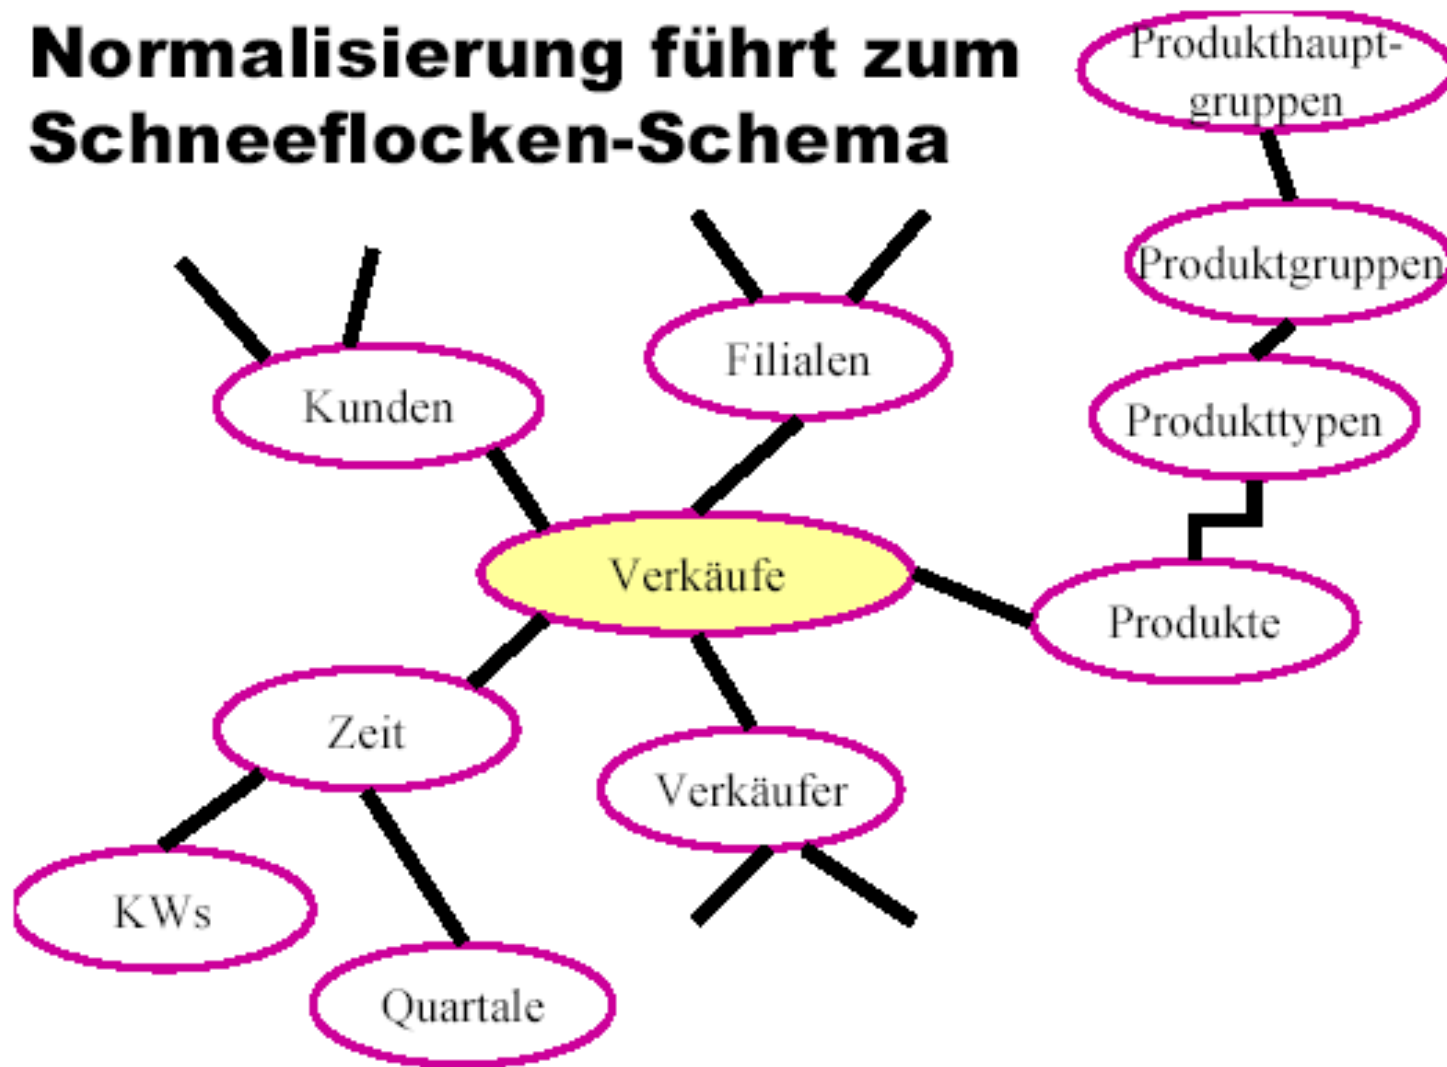 Normalisierung führt zum
Schneeflocken-Schema
Produkthaupt-
gruppen
Produktgruppen
Filialen
Kunden
Produkttypen
Verkäufe
Produkte
Zeit
Verkäufer
KWs
Quartale